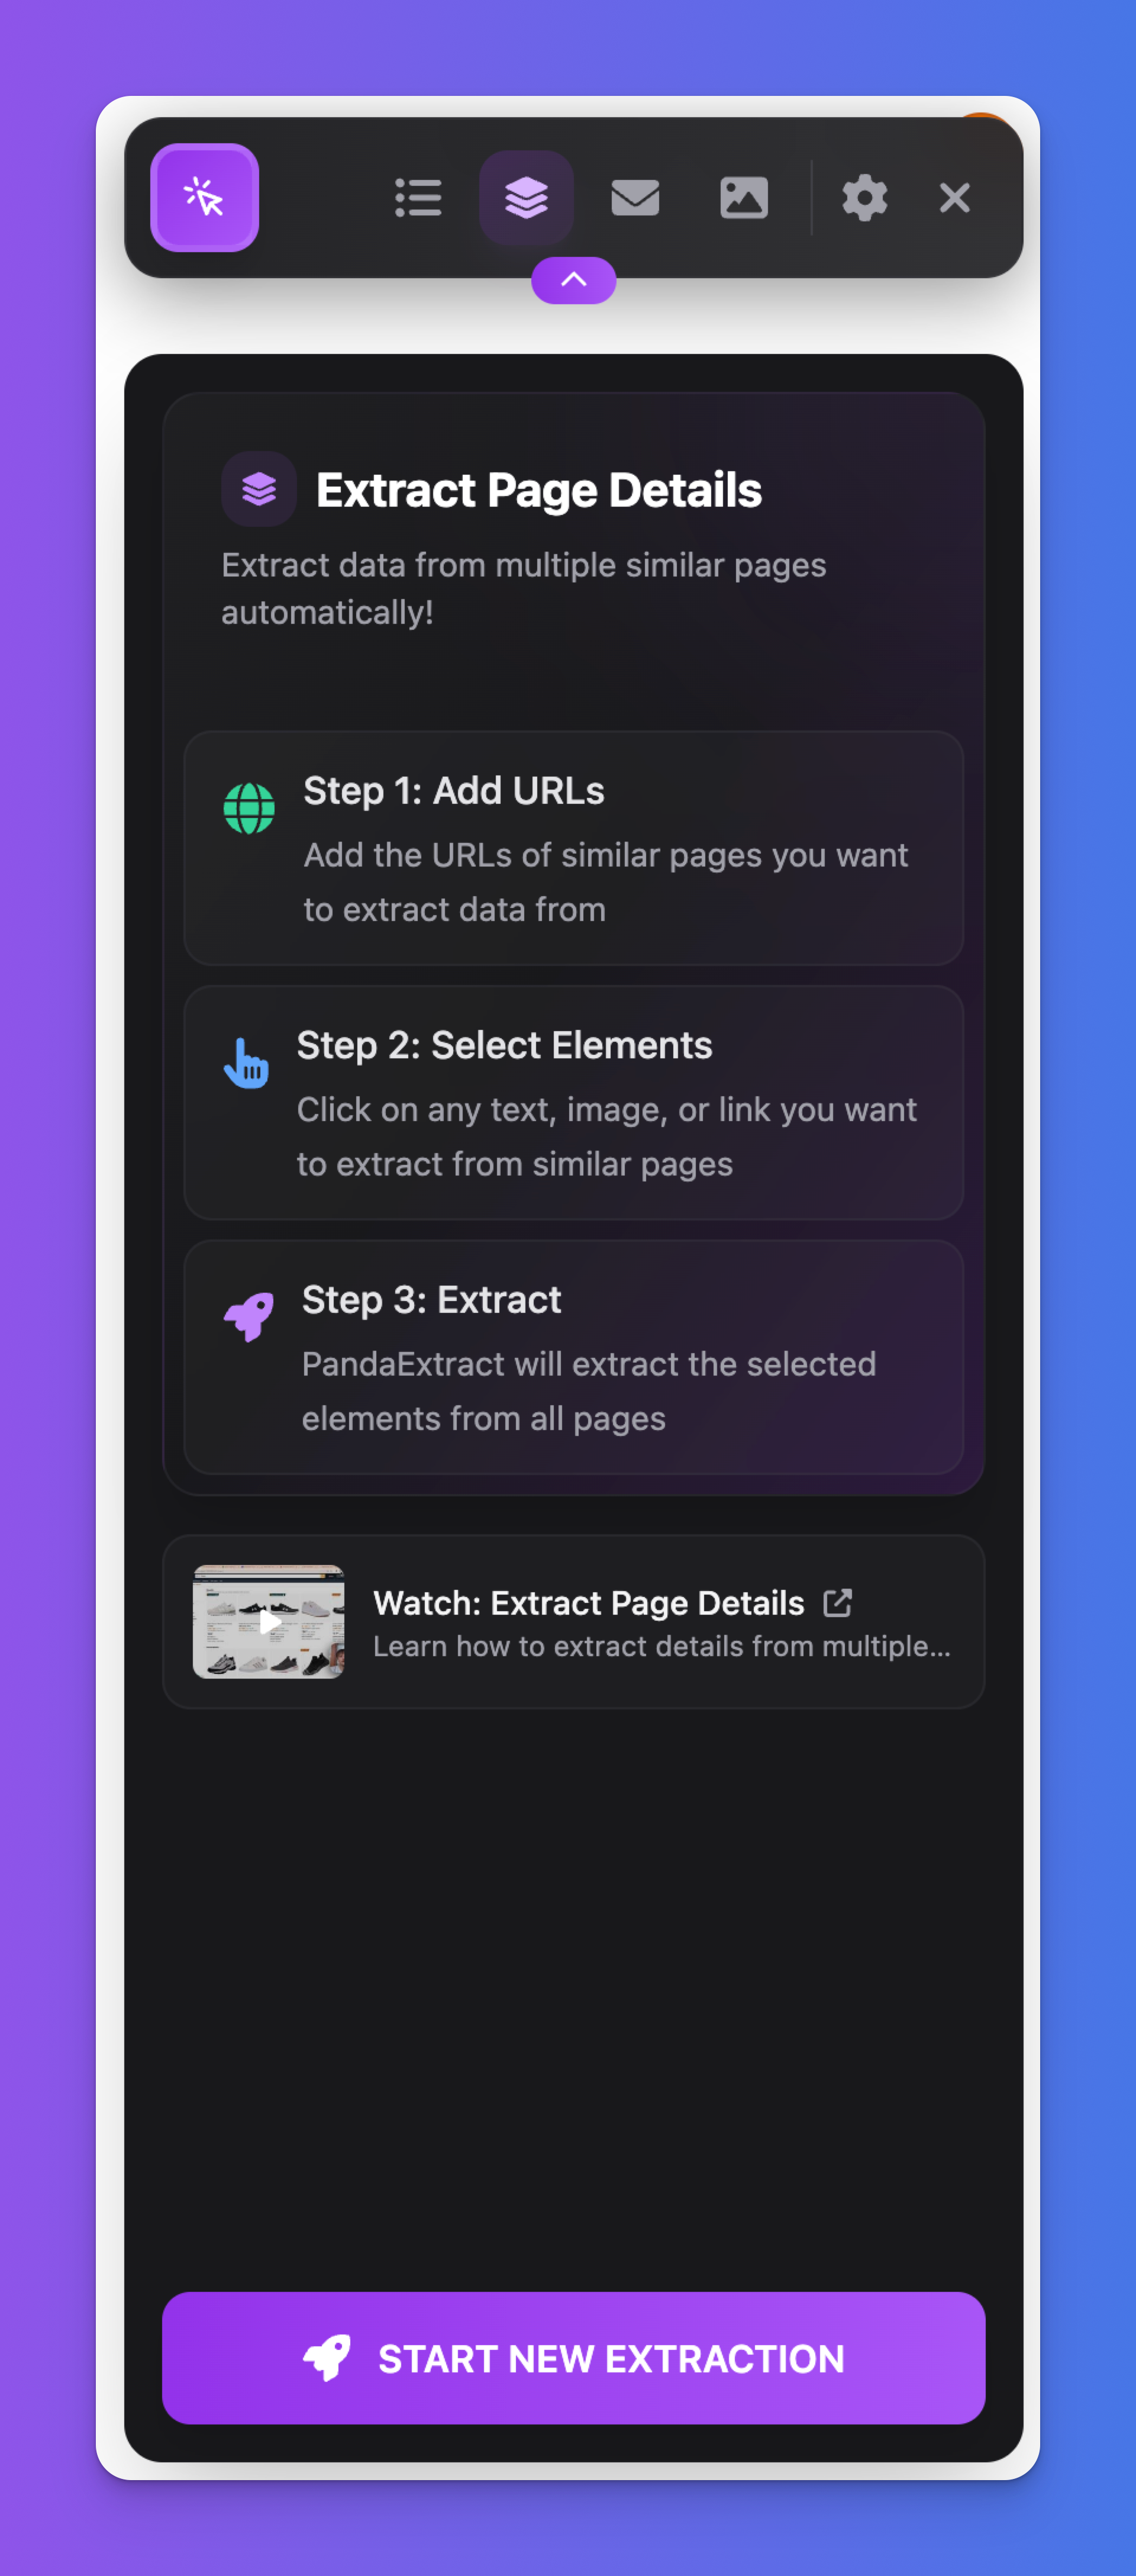 Extract Page Details
Extract data from multiple similar pages
automatically!
Step 1: Add URLs
Add the URLs of similar pages you want
to extract data from
Step 2: Select Elements
Click on any text, image, or link you want
to extract from similar pages
Step 3: Extract
PandaExtract will extract the selected
elements from all pages
Watch: Extract Page Details
Learn how to extract details from multiple...
START NEW EXTRACTION